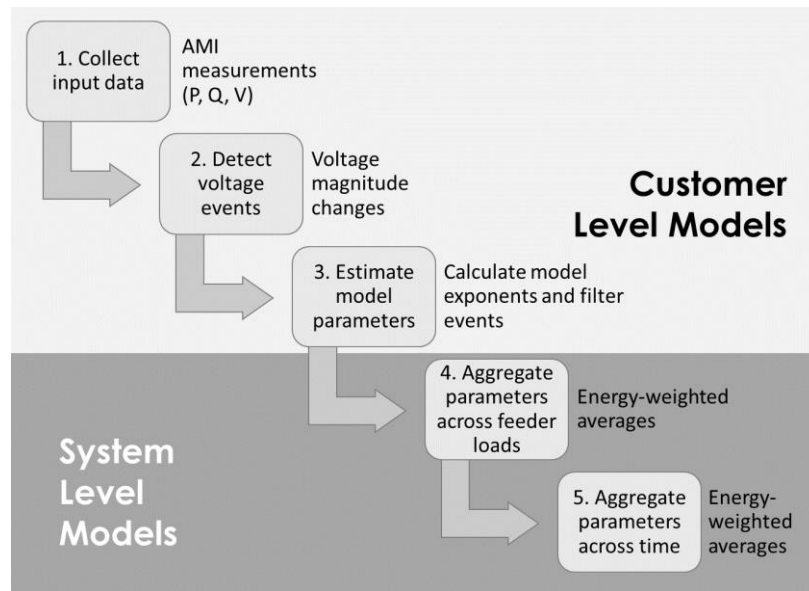 1. Collect
input data
AMI
measurements
(P, Q, V)
2. Detect
voltage
events
Voltage
magnitude
changes
Customer
Level Models
3. Estimate
model
parameters
Calculate model
exponents and filter
events
4. Aggregate
parameters
across feeder
loads
Energy-weighted
averages
System
Level
Models
5. Aggregate
parameters
across time
Energy-
weighted
averages